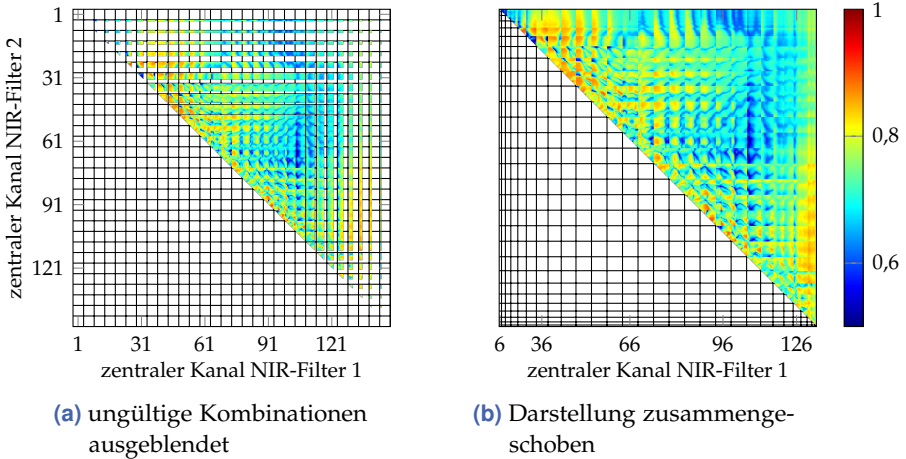 1
31
61
91
121
zentraler Kanal NIR-Filter 2
1 31 61 91 121
zentraler Kanal NIR-Filter 1
(a) ungültige Kombinationen
ausgeblendet
6 36 66 96 126
zentraler Kanal NIR-Filter 1
(b) Darstellung zusammenge-
schoben
1
0,8
0,6